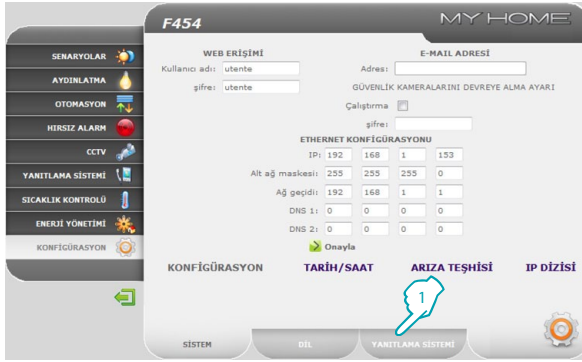 F454
MY HOME
SENARYOLAR
AYDINLATMA
OTOMASYON
HIRSIZ ALARM
CCTV
YANITLAMA SİSTEMİ
SICAKLIK KONTROLÜ
ENERJİ YÖNETİMİ
KONFİGÜRASYON
WEB ERİŞİMİ
Kullanıcı adı: utente
şifre: utente
E-MAIL ADRESİ
Adres:
GÜVENLİK KAMERALARINI DEVREYE ALMA AYARI
Çalıştırma
şifre:
ETHERNET KONFİGÜRASYONU
IP: 192 168 1 153
Alt ağ maskesi: 255 255 255 0
Ağ geçidi: 192 168 1 1
DNS 1: 0 0 0 0
DNS 2: 0 0 0 0
Onayla
KONFİGÜRASYON TARİH/SAAT ARIZA TEŞHİSİ IP DİZİSİ
1
SİSTEM DİL YANITLAMA SİSTEMİ